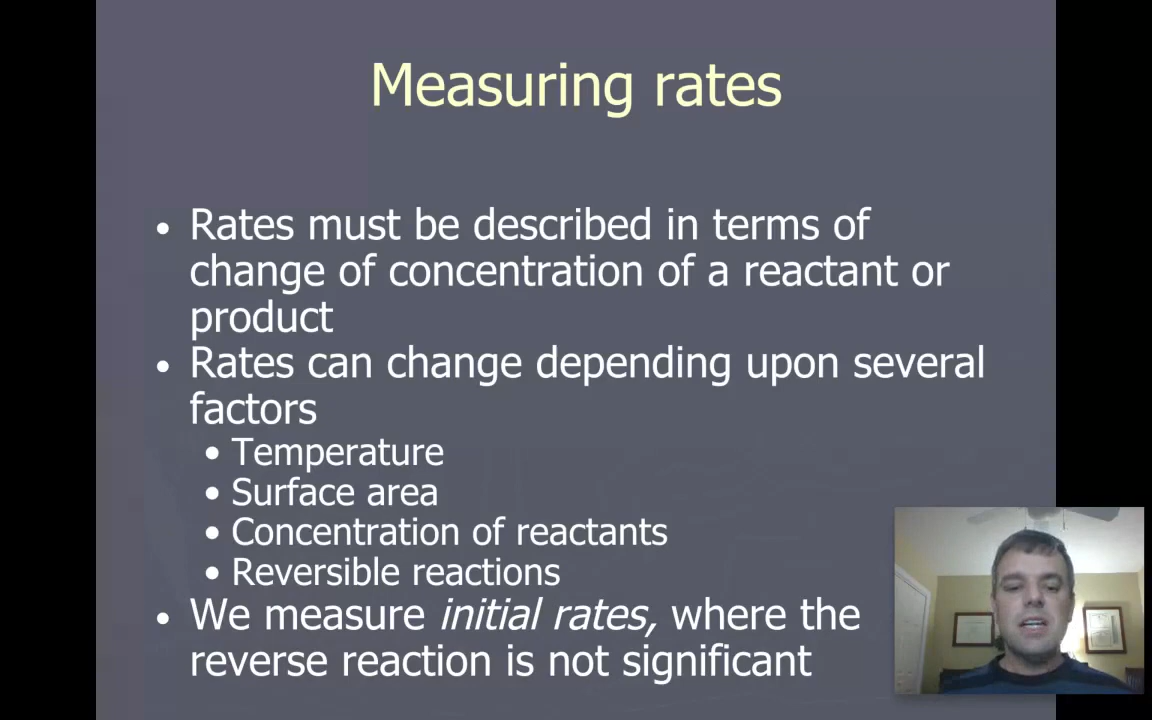 Measuring rates
• Rates must be described in terms of
change of concentration of a reactant or
product
• Rates can change depending upon several
factors
• Temperature
• Surface area
• Concentration of reactants
• Reversible reactions
• We measure initial rates, where the
reverse reaction is not significant